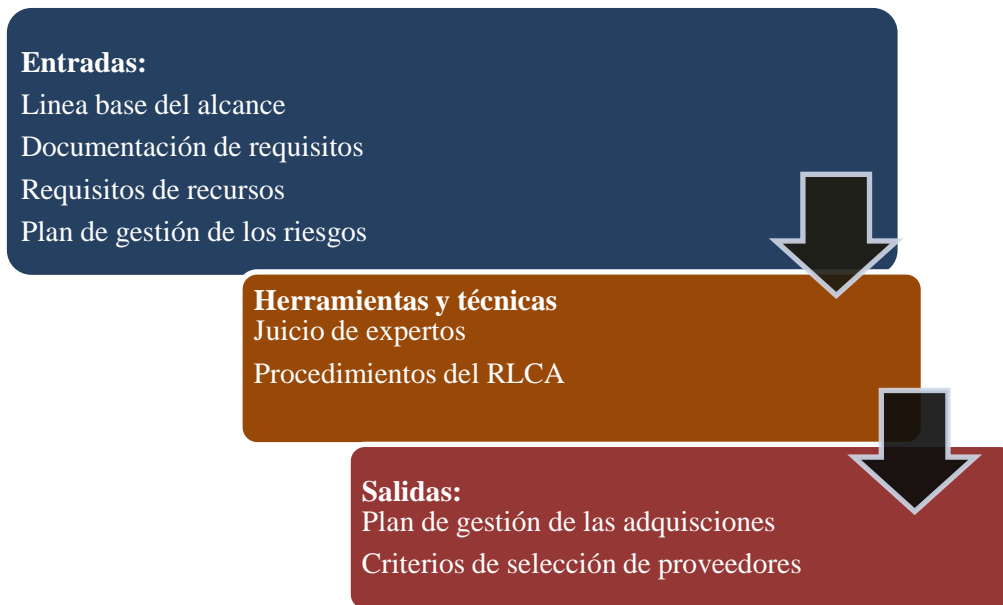 Entradas:
Linea base del alcance
Documentación de requisitos
Requisitos de recursos
Plan de gestión de los riesgos
Herramientas y técnicas
Juicio de expertos
Procedimientos del RLCA
Salidas:
Plan de gestión de las adquisciones
Criterios de selección de proveedores